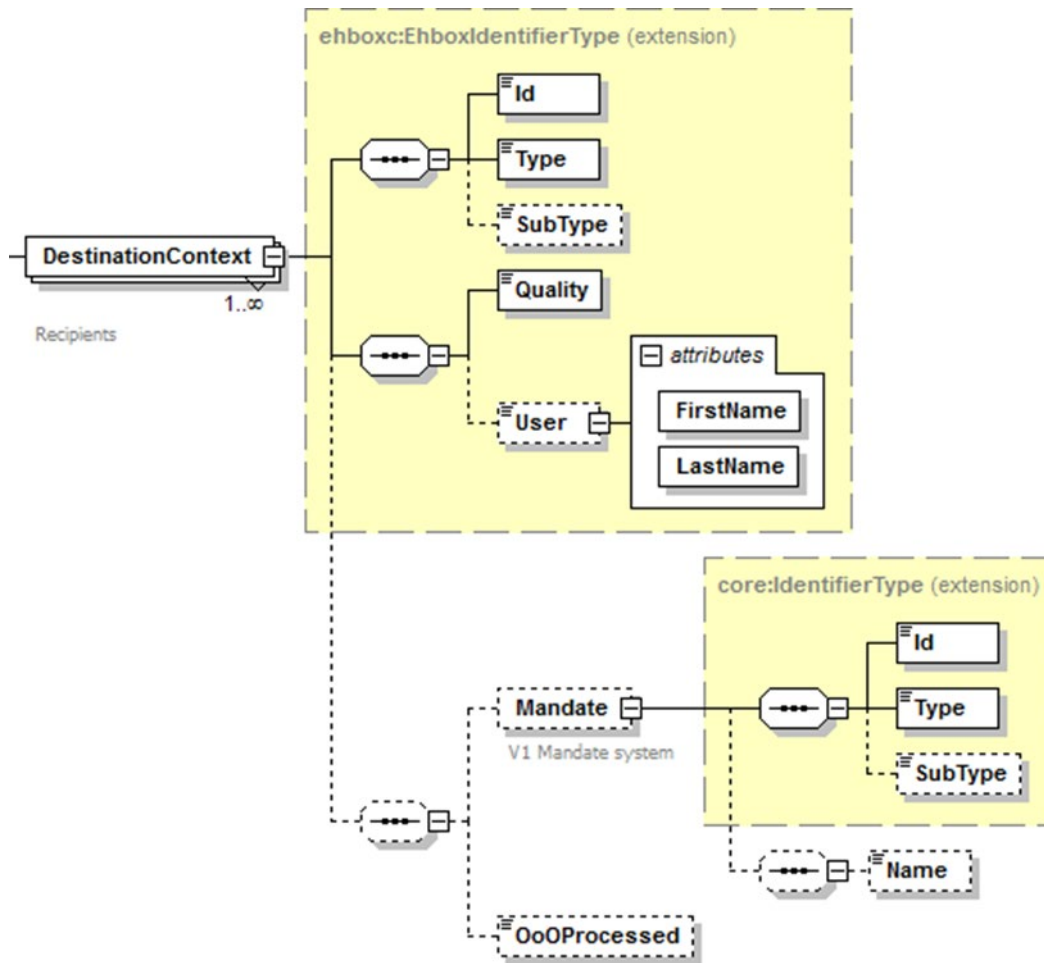 ehboxc:EhboxIdentifierType (extension)
Id
Type
SubType
DestinationContext
1..∞
Recipients
Quality
attributes
User
FirstName
LastName
core:IdentifierType (extension)
Id
Mandate
Type
V1 Mandate system
SubType
Name
OoOProcessed